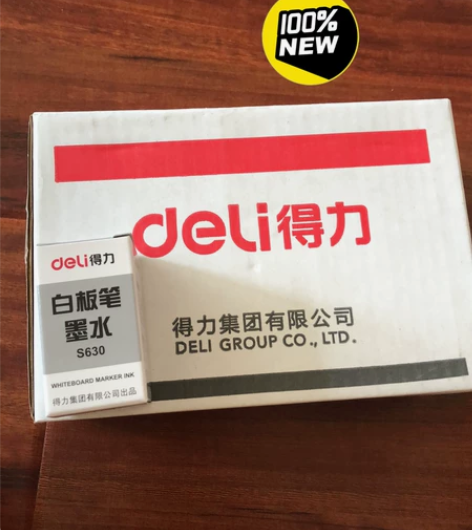 100%
NEW
deli得力
得力集团有限公司
DELI GROUP CO., LTD.
deli得力
白板笔
墨水
S630
WHITEBOARD MARKER INK
得力集团有限公司出品